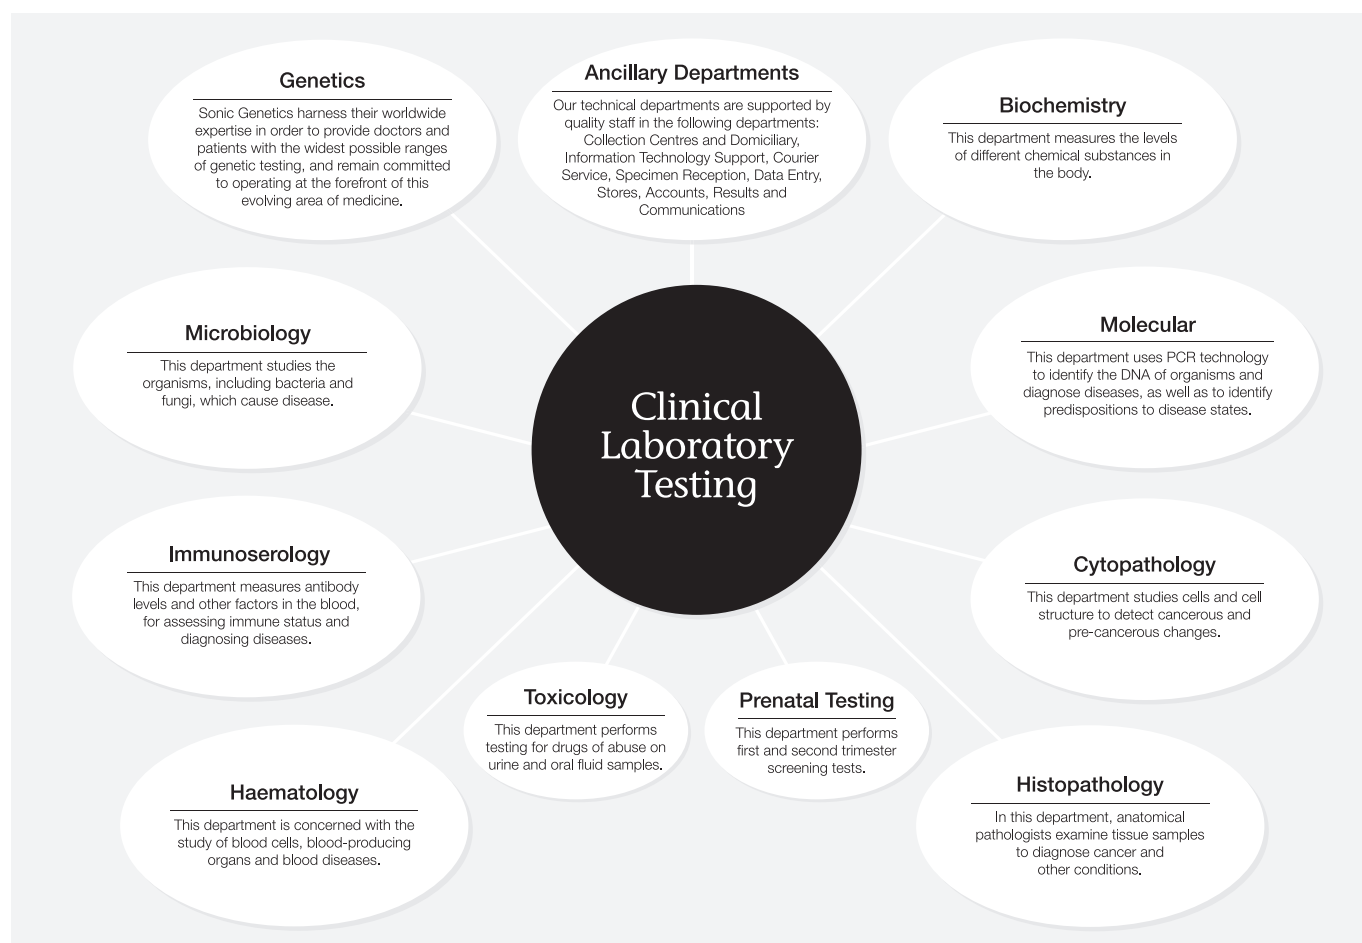 Genetics
Sonic Genetics harness their worldwide
expertise in order to provide doctors and
patients with the widest possible ranges
of genetic testing, and remain committed
to operating at the forefront of this
evolving area of medicine.
Ancillary Departments
Our technical departments are supported by
quality staff in the following departments:
Collection Centres and Domiciliary,
Information Technology Support, Courier
Service, Specimen Reception, Data Entry,
Stores, Accounts, Results and
Communications
Biochemistry
This department measures the levels
of different chemical substances in
the body.
Microbiology
This department studies the
organisms, including bacteria and
fungi, which cause disease.
Molecular
This department uses PCR technology
to identify the DNA of organisms and
diagnose diseases, as well as to identify
predispositions to disease states.
Clinical
Laboratory
Testing
Immunoserology
This department measures antibody
levels and other factors in the blood,
for assessing immune status and
diagnosing diseases.
Cytopathology
This department studies cells and cell
structure to detect cancerous and
pre-cancerous changes.
Toxicology
This department performs
testing for drugs of abuse on
urine and oral fluid samples.
Prenatal Testing
This department performs
first and second trimester
screening tests.
Haematology
This department is concerned with the
study of blood cells, blood-producing
organs and blood diseases.
Histopathology
In this department, anatomical
pathologists examine tissue samples
to diagnose cancer and
other conditions.